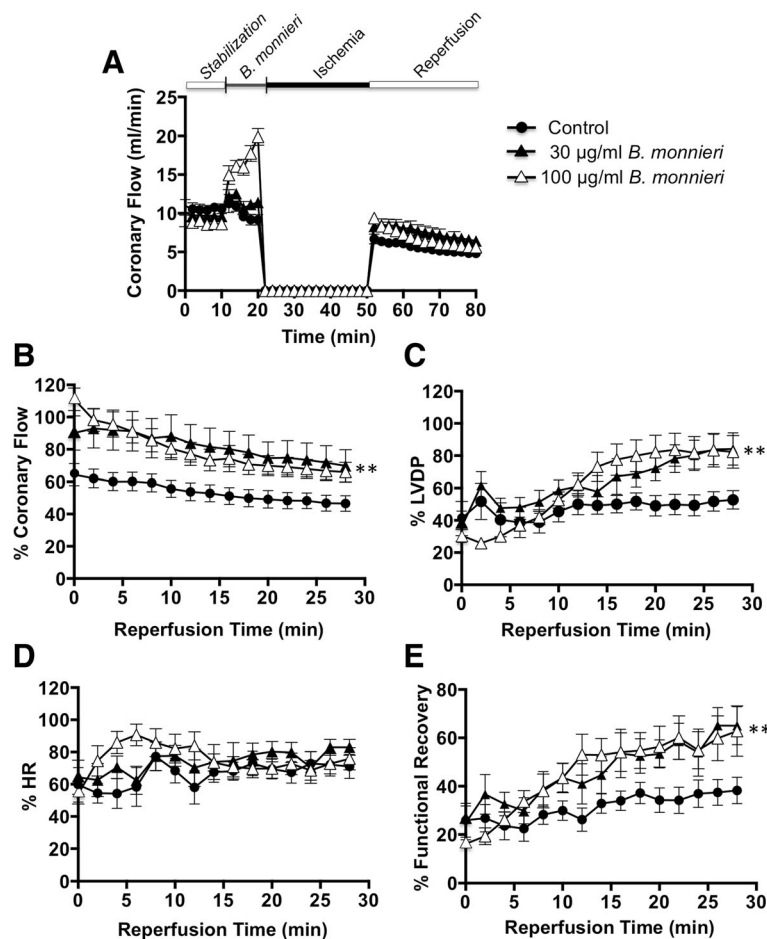 A
Stabilization
B. monnieri
Ischemia
Reperfusion
Coronary Flow (ml/min)
25
20
15
10
5
0
0 10 20 30 40 50 60 70 80
Time (min)
Control
30 µg/ml B. monnieri
100 µg/ml B. monnieri
B
% Coronary Flow
120
100
80
60
40
20
0
**
0 5 10 15 20 25 30
Reperfusion Time (min)
C
% LVDP
120
100
80
60
40
20
0
**
0 5 10 15 20 25 30
Reperfusion Time (min)
D
% HR
120
100
80
60
40
20
0
0 5 10 15 20 25 30
Reperfusion Time (min)
E
% Functional Recovery
80
60
40
20
0
**
0 5 10 15 20 25 30
Reperfusion Time (min)